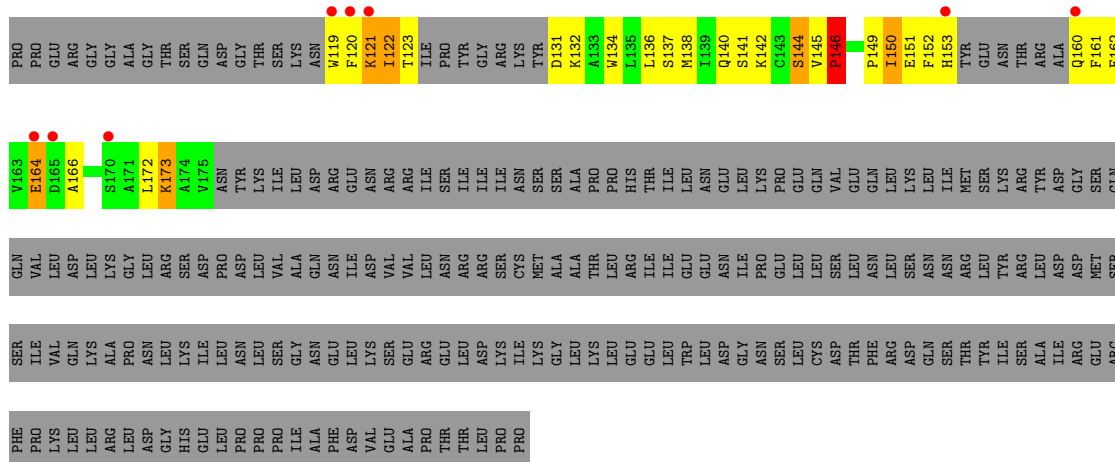 PRO PRO GLU ARG GLY GLY ALA GLY THR SER GLN ASP GLY THR SER LYS ASN W119 F120 K121 I122 T123 ILE PRO TYR GLY ARG LYS TYR D131 K132 A133 W134 L135 L136 S137 M138 I139 Q140 S141 K142 C143 S144 V145 P146 P149 I150 E151 F152 H153 TYR GLU ASN THR ARG ALA Q160 F161 F162
V163 E164 D165 A166 S170 A171 L172 K173 A174 V175 ASN TYR LYS ILE LEU ASP ARG GLU ASN ARG ARG ILE SER ILE ILE ILE ASN SER SER ALA PRO PRO HIS THR ILE LEU ASN GLU LEU LYS PRO GLU GLN VAL GLU GLN LEU LYS LEU ILE MET SER LYS ARG TYR ASP GLY SER GLN
GLN VAL LEU ASP LEU LYS GLY LEU ARG SER ASP PRO ASP LEU VAL ALA GLN ASN ILE ASP VAL VAL LEU ASN ARG ARG SER CYS MET ALA ALA THR LEU ARG ILE ILE GLU GLU ASN ILE PRO GLU LEU LEU SER LEU ASN LEU SER ASN ASN ARG LEU TYR ARG LEU ASP ASP MET SER
SER ILE VAL GLN LYS ALA PRO ASN LEU LYS ILE LEU ASN LEU SER GLY ASN GLU LEU LYS SER GLU ARG GLU LEU ASP LYS ILE LYS GLY LEU LYS LEU GLU GLU LEU TRP LEU ASP GLY ASN SER LEU CYS ASP THR PHE ARG ASP GLN SER THR TYR ILE SER ALA ILE ARG GLU ARG
PHE PRO LYS LEU LEU ARG LEU ASP GLY HIS GLU LEU PRO PRO PRO ILE ALA PHE ASP VAL GLU ALA PRO THR THR LEU PRO PRO